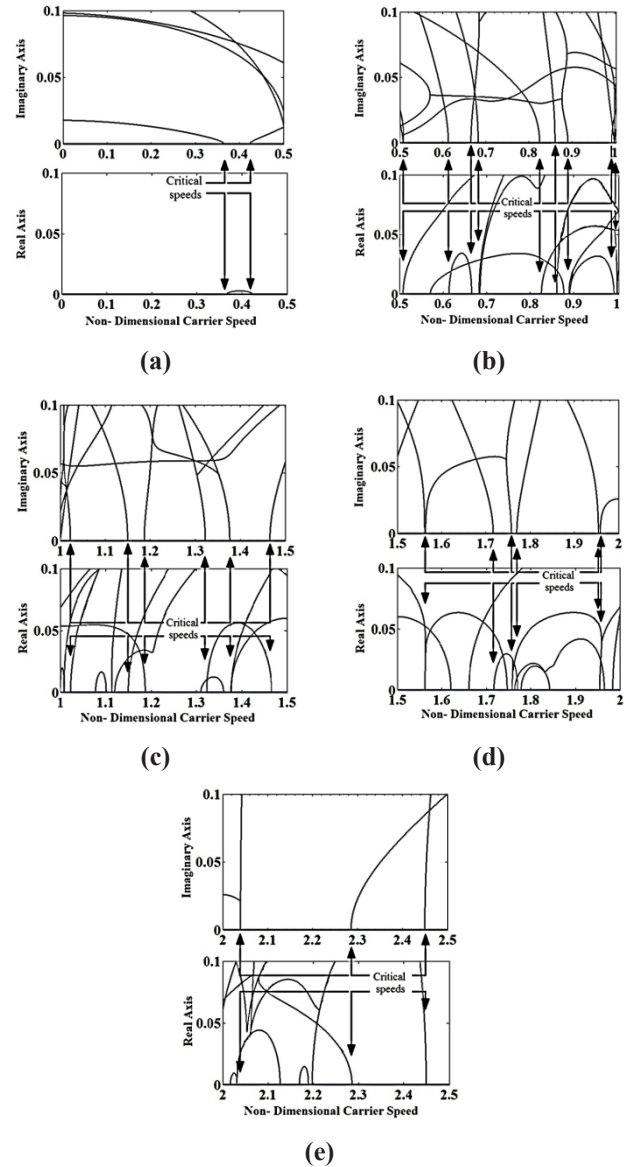 0.1
Imaginary Axis
0.05
0
0 0.1 0.2 0.3 0.4 0.5
0.1
Critical
speeds
Real Axis
0.05
0
0 0.1 0.2 0.3 0.4 0.5
Non- Dimensional Carrier Speed
(a)
0.1
Imaginary Axis
0.05
0
0.5 0.6 0.7 0.8 0.9 1
0.1
Critical
speeds
Real Axis
0.05
0
0.5 0.6 0.7 0.8 0.9 1
Non- Dimensional Carrier Speed
(b)
0.1
Imaginary Axis
0.05
0
1 1.1 1.2 1.3 1.4 1.5
0.1
Real Axis
0.05
Critical
speeds
0
1 1.1 1.2 1.3 1.4 1.5
Non- Dimensional Carrier Speed
(c)
0.1
Imaginary Axis
0.05
0
1.5 1.6 1.7 1.8 1.9 2
0.1
Critical
speeds
Real Axis
0.05
0
1.5 1.6 1.7 1.8 1.9 2
Non- Dimensional Carrier Speed
(d)
0.1
Imaginary Axis
0.05
0
2 2.1 2.2 2.3 2.4 2.5
0.1
Critical
speeds
Real Axis
0.05
0
2 2.1 2.2 2.3 2.4 2.5
Non- Dimensional Carrier Speed
(e)